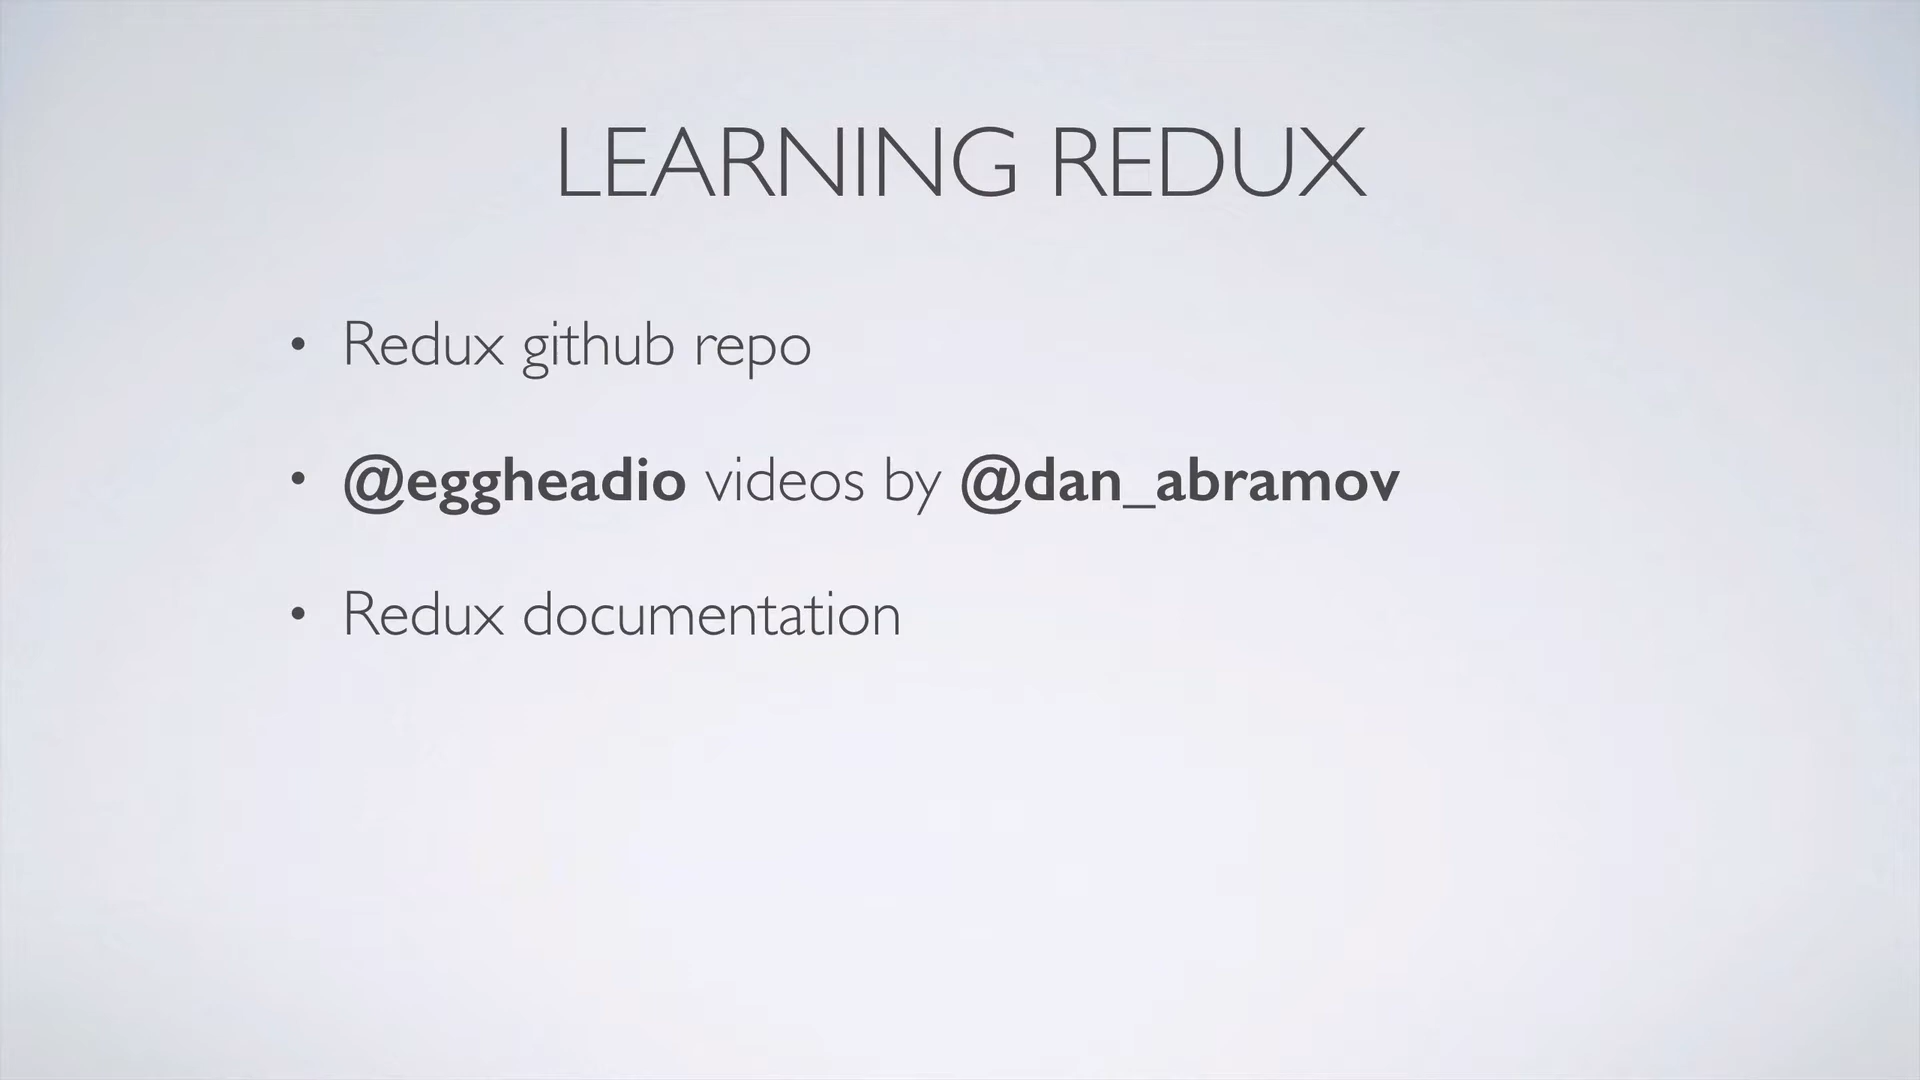 LEARNING REDUX
• Redux github repo
• @eggheadio videos by @dan_abramov
• Redux documentation